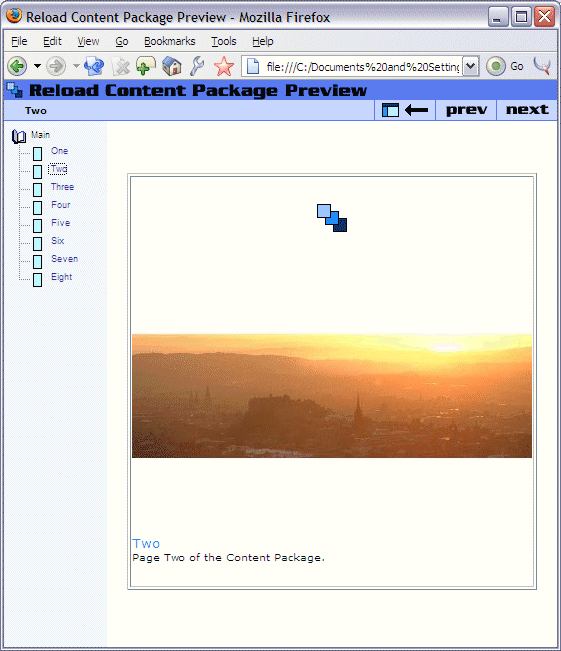 Reload Content Package Preview - Mozilla Firefox
File Edit View Go Bookmarks Tools Help
file:///C:/Documents%20and%20Setting Go
Reload Content Package Preview
Two prev next
Main
One
Two
Three
Four
Five
Six
Seven
Eight
Two
Page Two of the Content Package.